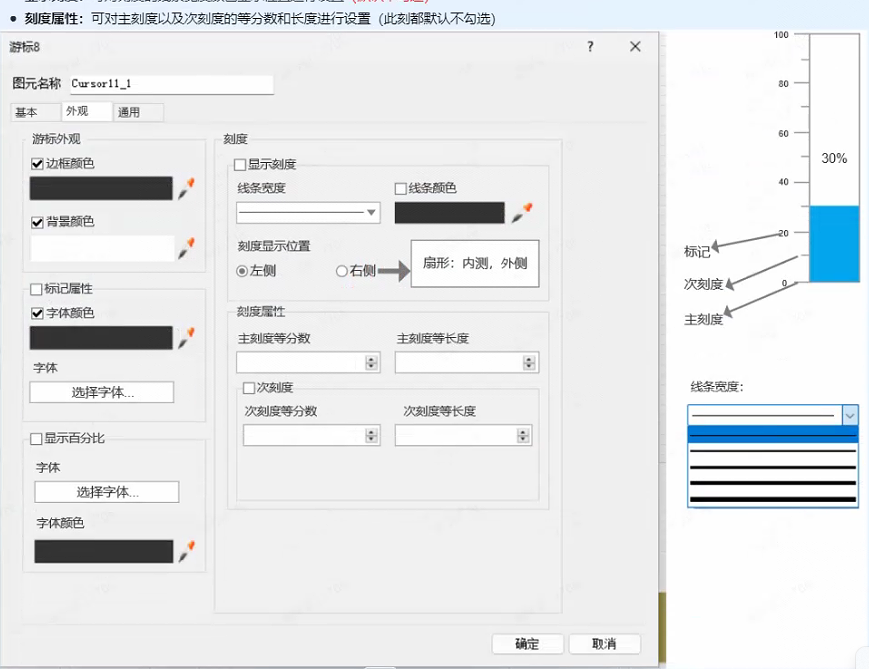 • 刻度属性：可对主刻度以及次刻度的等分数和长度进行设置（此刻都默认不勾选）
游标8
图元名称 Cursor11_1
基本 外观 通用
游标外观
边框颜色
背景颜色
标记属性
字体颜色
字体
选择字体...
显示百分比
字体
选择字体...
字体颜色
刻度
显示刻度
线条宽度 线条颜色
刻度显示位置
左侧 右侧
扇形：内测，外侧
刻度属性
主刻度等分数 主刻度等长度
次刻度
次刻度等分数 次刻度等长度
确定 取消
100
80
60
30%
40
20
标记
0
次刻度
主刻度
线条宽度：